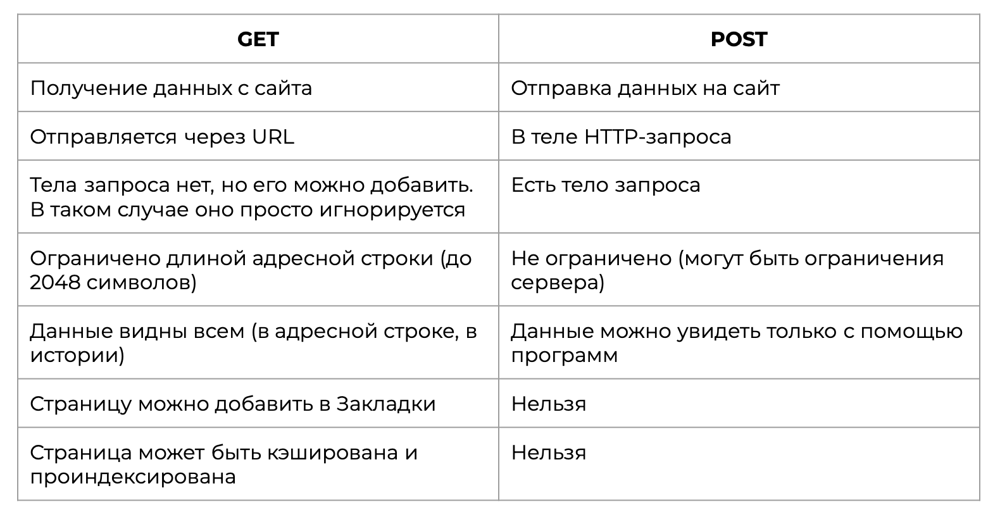 GET
POST
Получение данных с сайта
Отправка данных на сайт
Отправляется через URL
В теле HTTP-запроса
Тела запроса нет, но его можно добавить.
В таком случае оно просто игнорируется
Есть тело запроса
Ограничено длиной адресной строки (до
2048 символов)
Не ограничено (могут быть ограничения
сервера)
Данные видны всем (в адресной строке, в
истории)
Данные можно увидеть только с помощью
программ
Страницу можно добавить в Закладки
Нельзя
Страница может быть кэширована и
проиндексирована
Нельзя